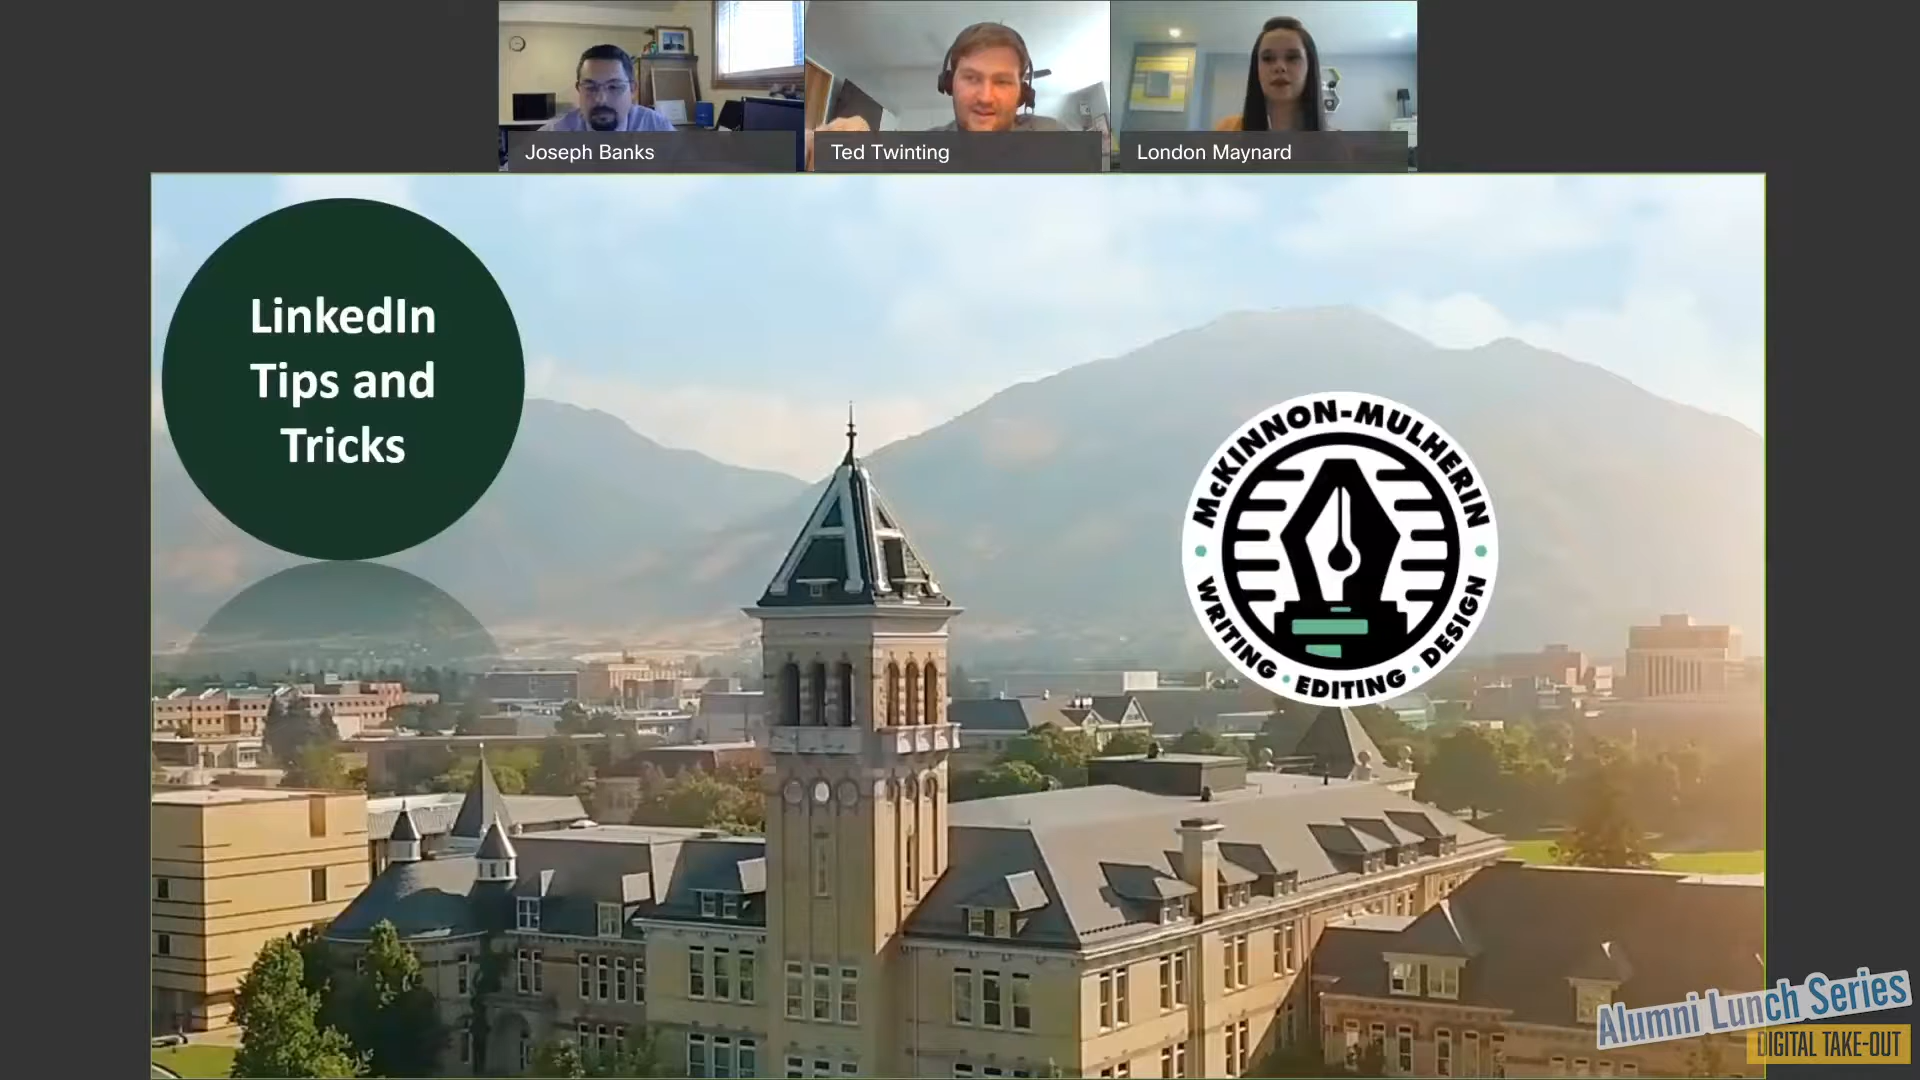 Joseph Banks
Ted Twinting
London Maynard
LinkedIn
Tips and
Tricks
McKINNON-MULHERIN
WRITING • EDITING • DESIGN
Alumni Lunch Series
DIGITAL TAKE-OUT